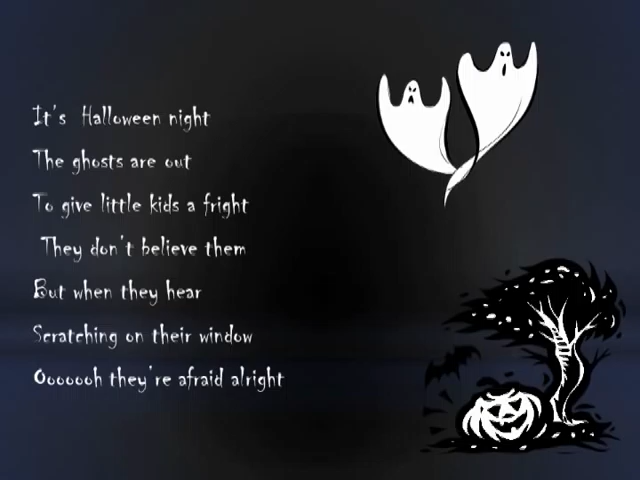 It's Halloween night
The ghosts are out
To give little kids a fright
They don't believe them
But when they hear
Scratching on their window
Ooooooh they're afraid alright